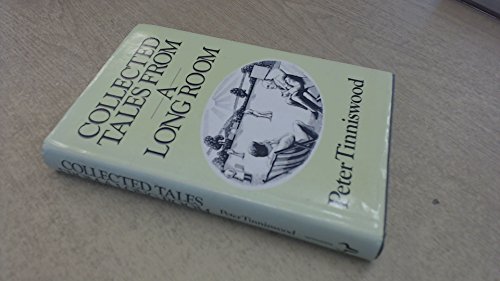 COLLECTED
TALES FROM
A
LONG ROOM
Peter Tinniswood
COLLECTED TALES
Peter Tinniswood